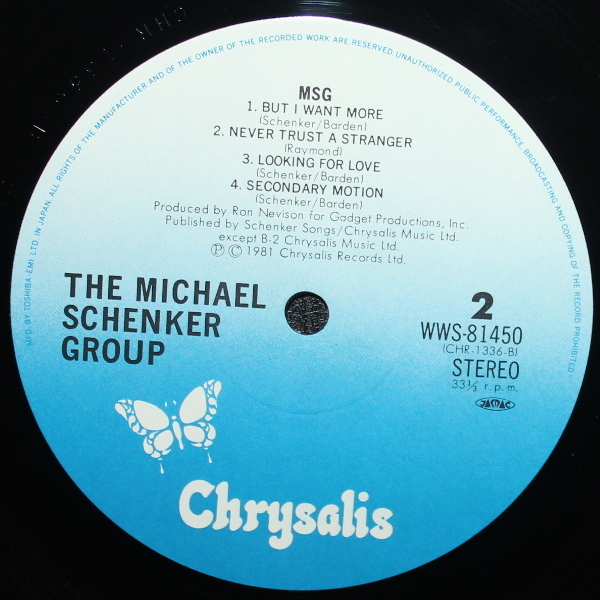 MFD. BY TOSHIBA-EMI LTD. IN JAPAN. ALL RIGHTS OF THE MANUFACTURER AND OF THE OWNER OF THE RECORDED WORK ARE RESERVED UNAUTHORIZED PUBLIC PERFORMANCE, BROADCASTING AND COPYING OF THE RECORD PROHIBITED
MSG
1. BUT I WANT MORE
(Schenker/Barden)
2. NEVER TRUST A STRANGER
(Raymond)
3. LOOKING FOR LOVE
(Schenker/Barden)
4. SECONDARY MOTION
(Schenker/Barden)
Produced by Ron Nevison for Gadget Productions, Inc.
Published by Schenker Songs/Chrysalis Music Ltd.
except B-2 Chrysalis Music Ltd.
Ⓟ Ⓒ 1981 Chrysalis Records Ltd.
THE MICHAEL
SCHENKER
GROUP
2
WWS-81450
(CHR-1336-B)
STEREO
33⅓ r.p.m.
JASRAC
Chrysalis